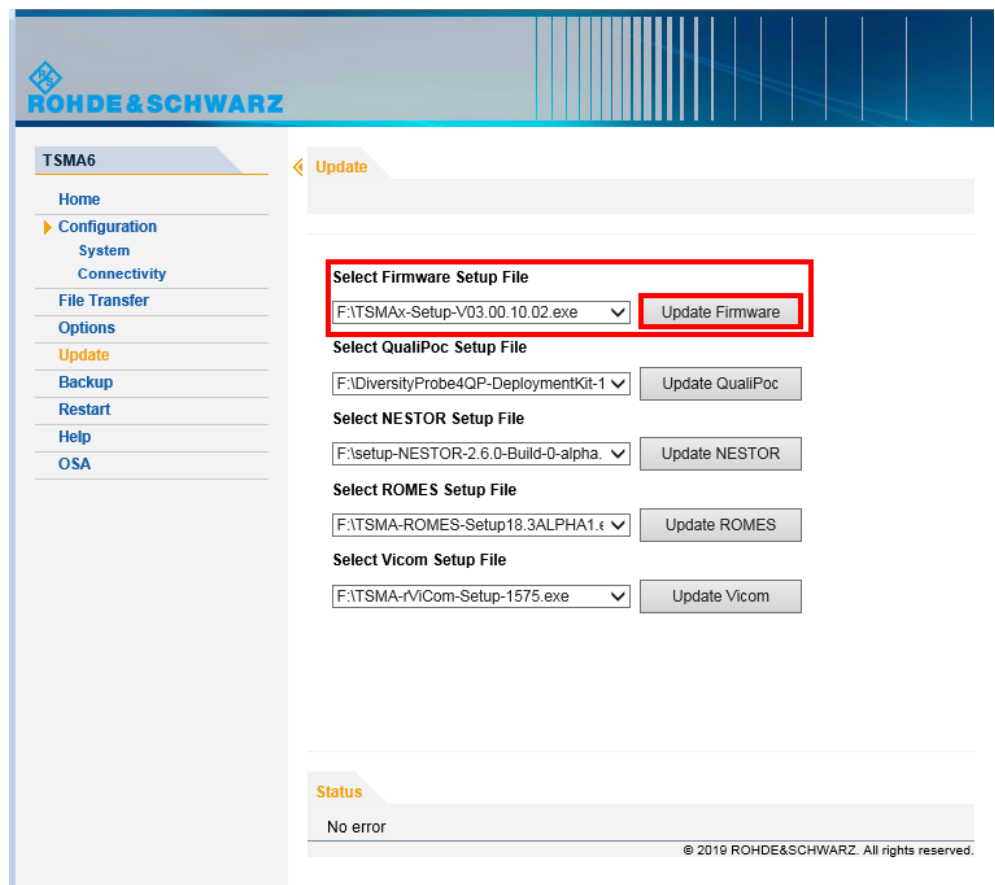 ROHDE&SCHWARZ
TSMA6
Home
Configuration
System
Connectivity
File Transfer
Options
Update
Backup
Restart
Help
OSA
Update
Select Firmware Setup File
F:\TSMAx-Setup-V03.00.10.02.exe
Update Firmware
Select QualiPoc Setup File
F:\DiversityProbe4QP-DeploymentKit-1
Update QualiPoc
Select NESTOR Setup File
F:\setup-NESTOR-2.6.0-Build-0-alpha.
Update NESTOR
Select ROMES Setup File
F:\TSMA-ROMES-Setup18.3ALPHA1.e
Update ROMES
Select Vicom Setup File
F:\TSMA-rViCom-Setup-1575.exe
Update Vicom
Status
No error
© 2019 ROHDE&SCHWARZ. All rights reserved.